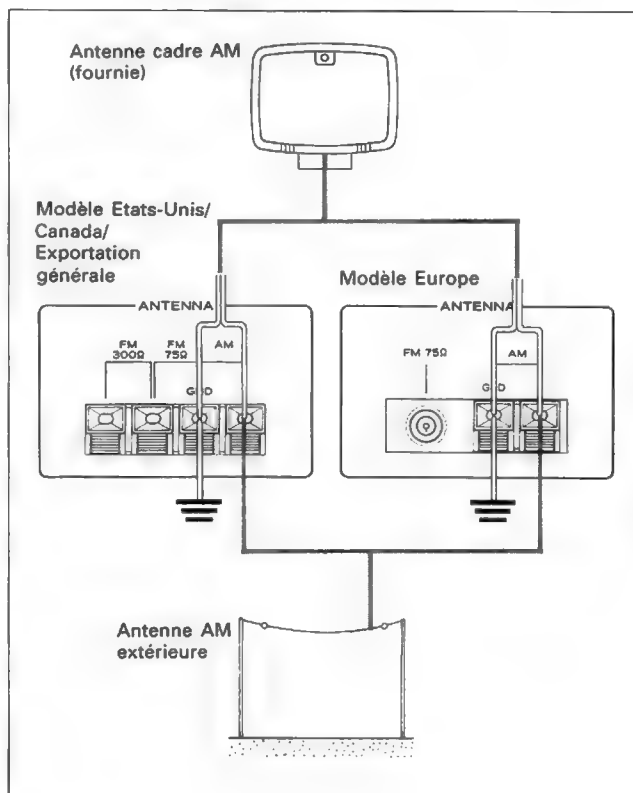 Antenne cadre AM
(fournie)
Modèle Etats-Unis/
Canada/
Exportation
générale
Modèle Europe
ANTENNA
FM
300Ω
FM
75Ω
AM
GND
ANTENNA
FM 75Ω
AM
GND
Antenne AM
extérieure